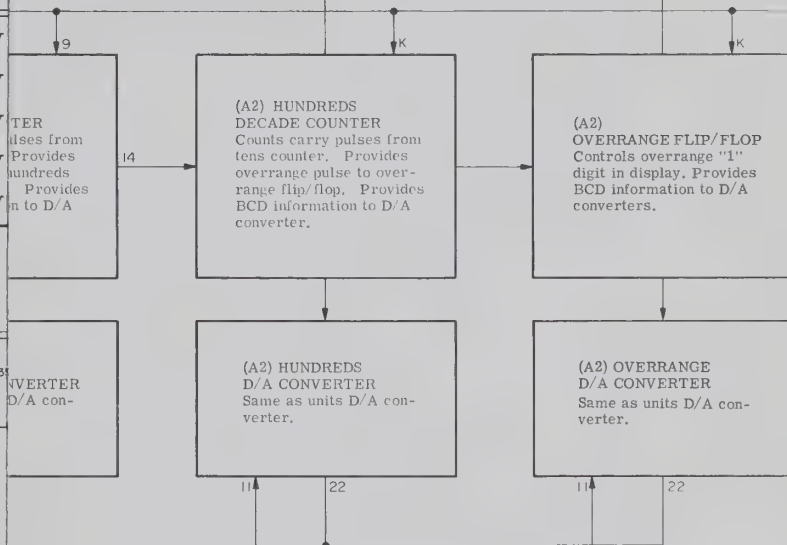 9
K
K
TER
ulses from
Provides
hundreds
Provides
n to D/A
14
(A2) HUNDREDS
DECADE COUNTER
Counts carry pulses from
tens counter. Provides
overrange pulse to over-
range flip/flop. Provides
BCD information to D/A
converter.
(A2)
OVERRANGE FLIP/FLOP
Controls overrange "1"
digit in display. Provides
BCD information to D/A
converters.
NVERTER
D/A con-
(A2) HUNDREDS
D/A CONVERTER
Same as units D/A con-
verter.
(A2) OVERRANGE
D/A CONVERTER
Same as units D/A con-
verter.
11
22
11
22